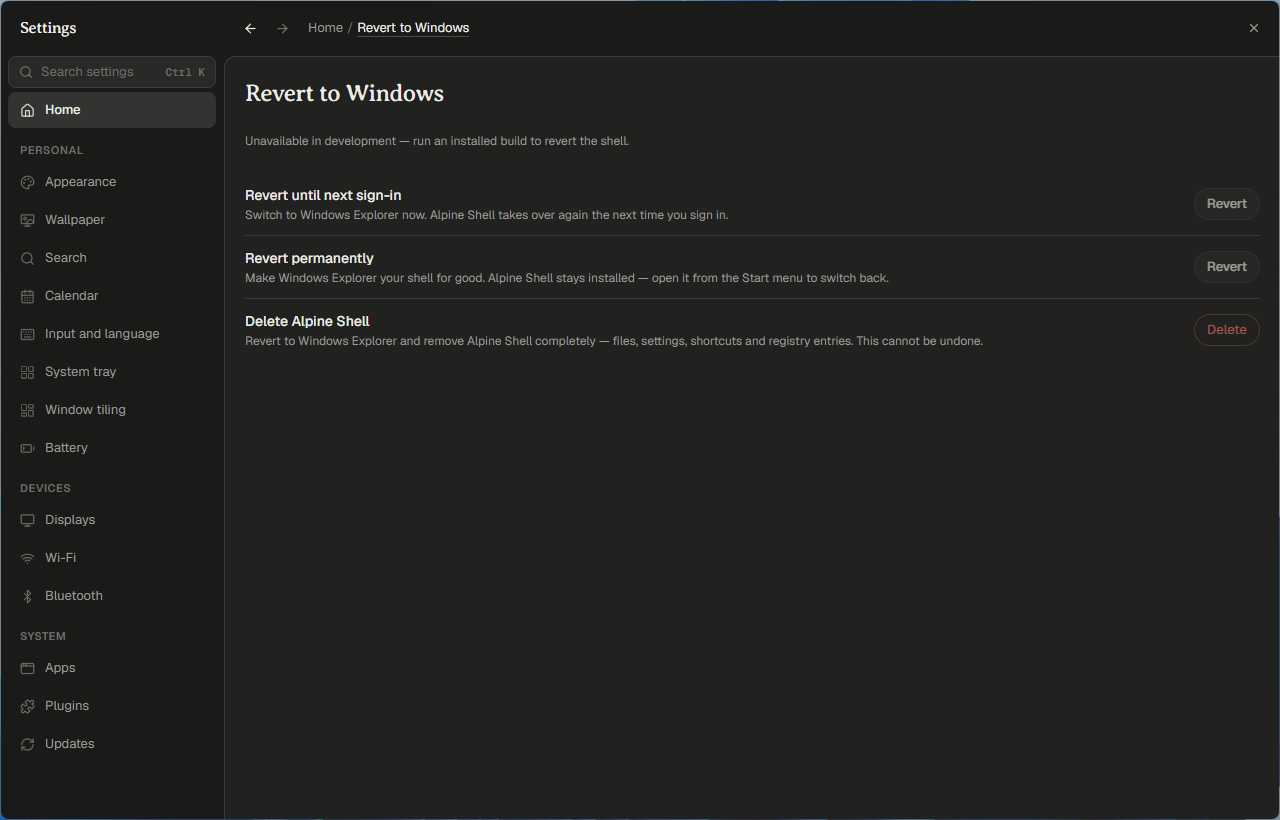 Settings
Home / Revert to Windows
Search settings Ctrl K
Home
PERSONAL
Appearance
Wallpaper
Search
Calendar
Input and language
System tray
Window tiling
Battery
DEVICES
Displays
Wi-Fi
Bluetooth
SYSTEM
Apps
Plugins
Updates
Revert to Windows
Unavailable in development — run an installed build to revert the shell.
Revert until next sign-in
Switch to Windows Explorer now. Alpine Shell takes over again the next time you sign in.
Revert
Revert permanently
Make Windows Explorer your shell for good. Alpine Shell stays installed — open it from the Start menu to switch back.
Revert
Delete Alpine Shell
Revert to Windows Explorer and remove Alpine Shell completely — files, settings, shortcuts and registry entries. This cannot be undone.
Delete